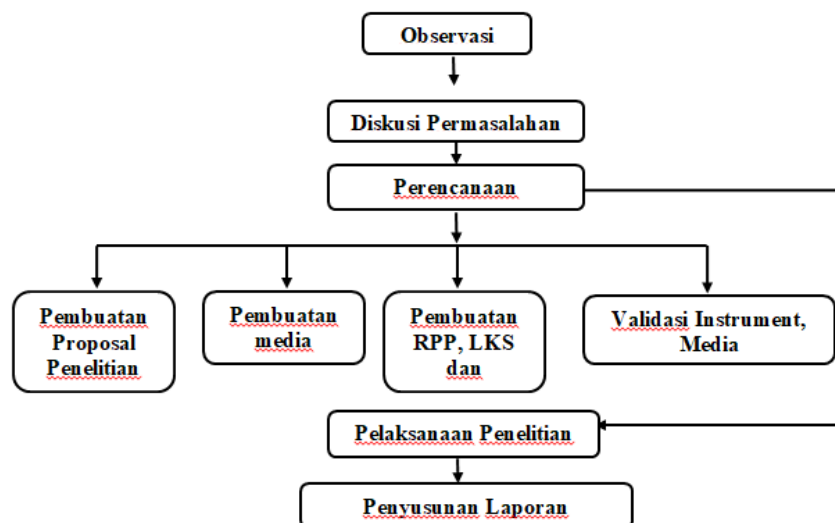 Observasi
Diskusi Permasalahan
Perencanaan
Pembuatan
Proposal
Penelitian
Pembuatan
media
Pembuatan
RPP, LKS
dan
Validasi Instrument,
Media
Pelaksanaan Penelitian
Penyusunan Laporan